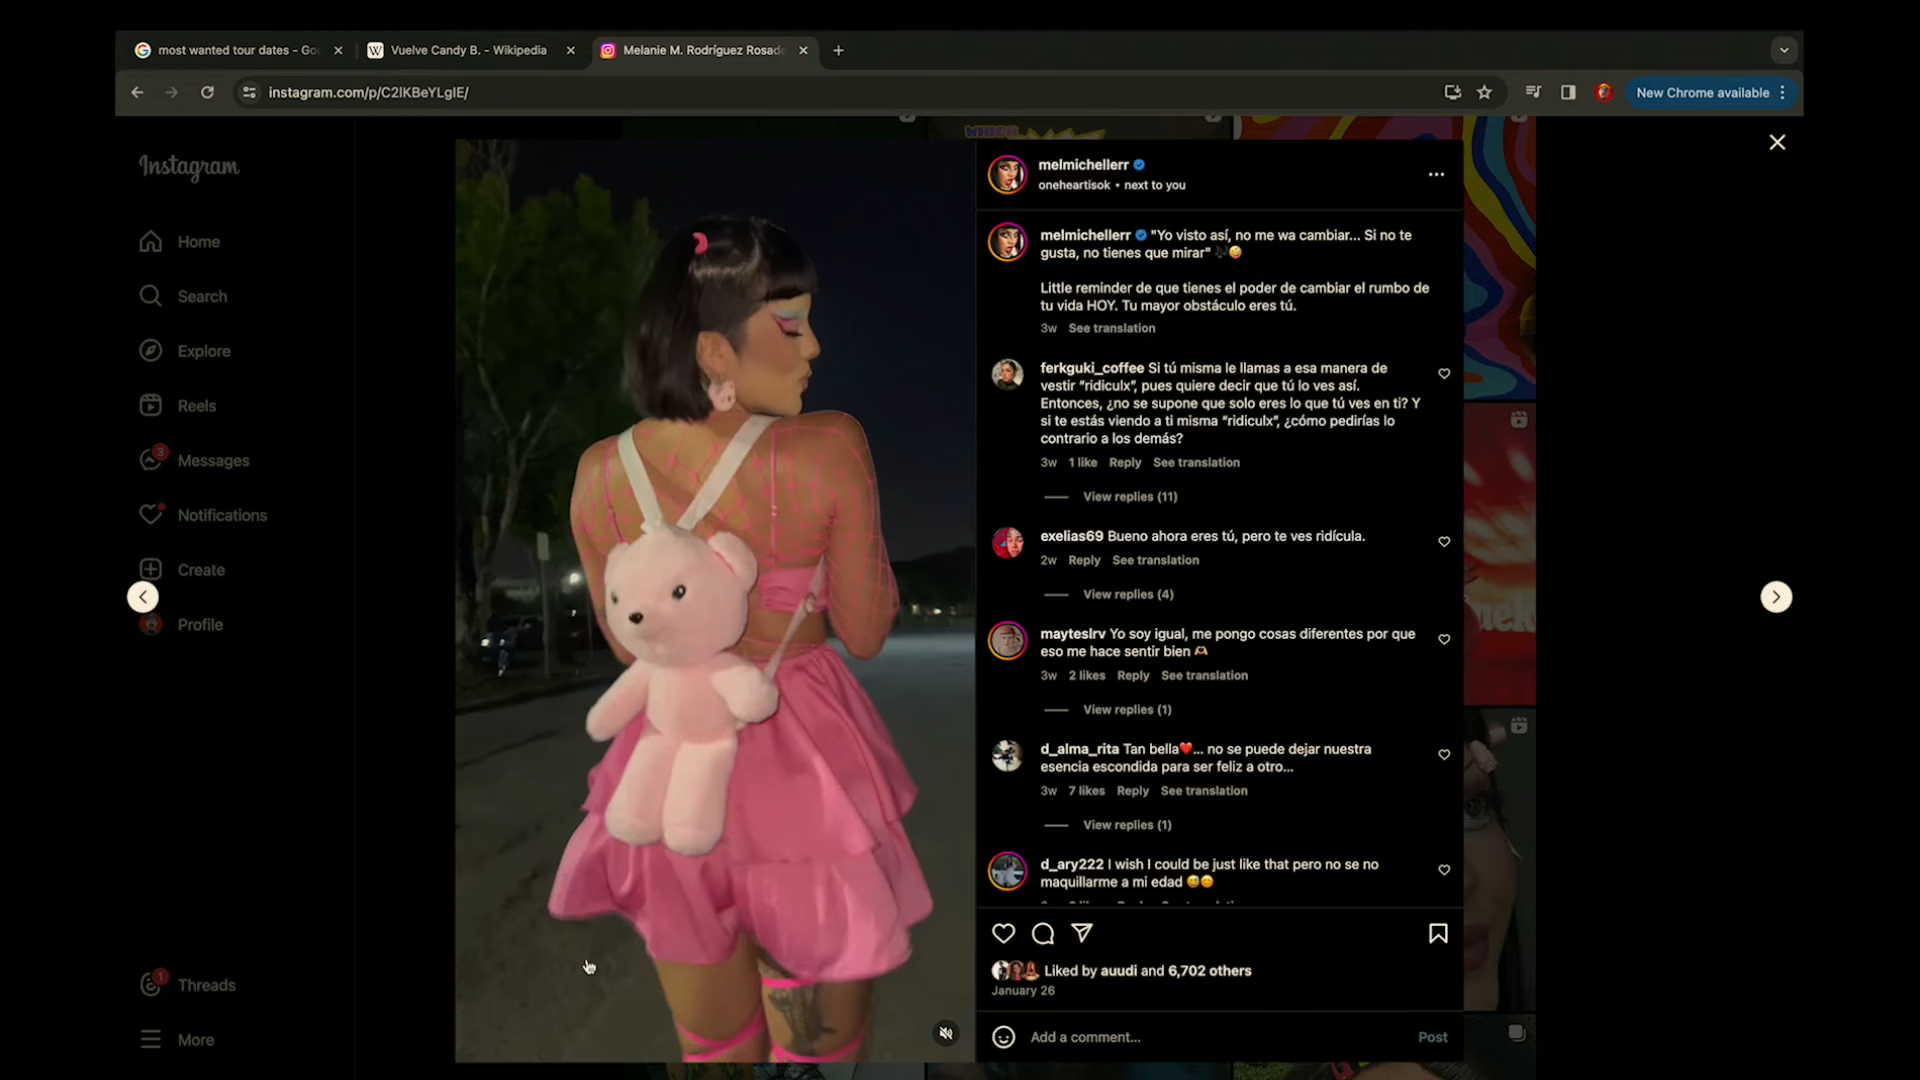 most wanted tour dates - Goo
Vuelve Candy B. - Wikipedia
Melanie M. Rodríguez Rosado
instagram.com/p/C2lKBeYLglE/
New Chrome available
WHICH
Instagram
Home
Search
Explore
Reels
3
Messages
Notifications
Create
Profile
1
Threads
More
melmichellerr
oneheartisok • next to you
melmichellerr "Yo visto así, no me wa cambiar... Si no te
gusta, no tienes que mirar" 🎶🤪
Little reminder de que tienes el poder de cambiar el rumbo de
tu vida HOY. Tu mayor obstáculo eres tú.
3w See translation
ferkguki_coffee Si tú misma le llamas a esa manera de
vestir “ridiculx”, pues quiere decir que tú lo ves así.
Entonces, ¿no se supone que solo eres lo que tú ves en ti? Y
si te estás viendo a ti misma “ridiculx”, ¿cómo pedirías lo
contrario a los demás?
3w 1 like Reply See translation
View replies (11)
exelias69 Bueno ahora eres tú, pero te ves ridícula.
2w Reply See translation
View replies (4)
mayteslrv Yo soy igual, me pongo cosas diferentes por que
eso me hace sentir bien 🫶🏼
3w 2 likes Reply See translation
View replies (1)
d_alma_rita Tan bella❤️... no se puede dejar nuestra
esencia escondida para ser feliz a otro...
3w 7 likes Reply See translation
View replies (1)
d_ary222 I wish I could be just like that pero no se no
maquillarme a mi edad 😅😊
Liked by auudi and 6,702 others
January 26
Add a comment...
Post